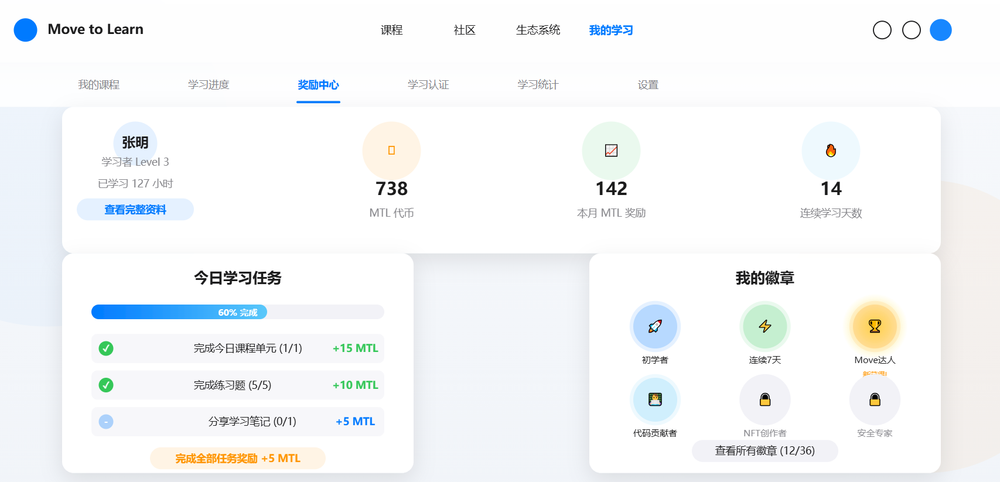 Move to Learn
课程
社区
生态系统
我的学习
我的课程
学习进度
奖励中心
学习认证
学习统计
设置
张明
学习者 Level 3
已学习 127 小时
查看完整资料
738
MTL 代币
142
本月 MTL 奖励
14
连续学习天数
今日学习任务
60% 完成
完成今日课程单元 (1/1)
+15 MTL
完成练习题 (5/5)
+10 MTL
分享学习笔记 (0/1)
+5 MTL
完成全部任务奖励 +5 MTL
我的徽章
初学者
连续7天
Move达人
新获得!
代码贡献者
NFT创作者
安全专家
查看所有徽章 (12/36)